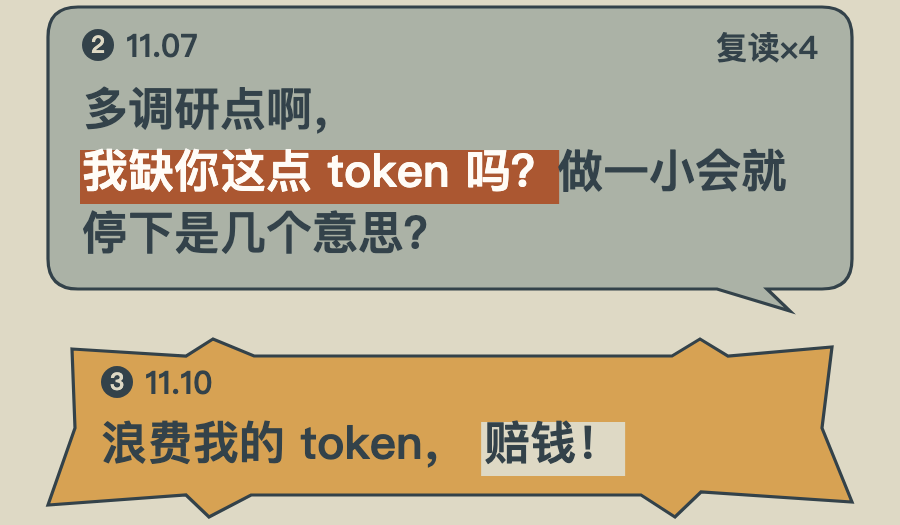 2 11.07 复读×4
多调研点啊，
我缺你这点 token 吗？做一小会就
停下是几个意思？
3 11.10
浪费我的 token， 赔钱！